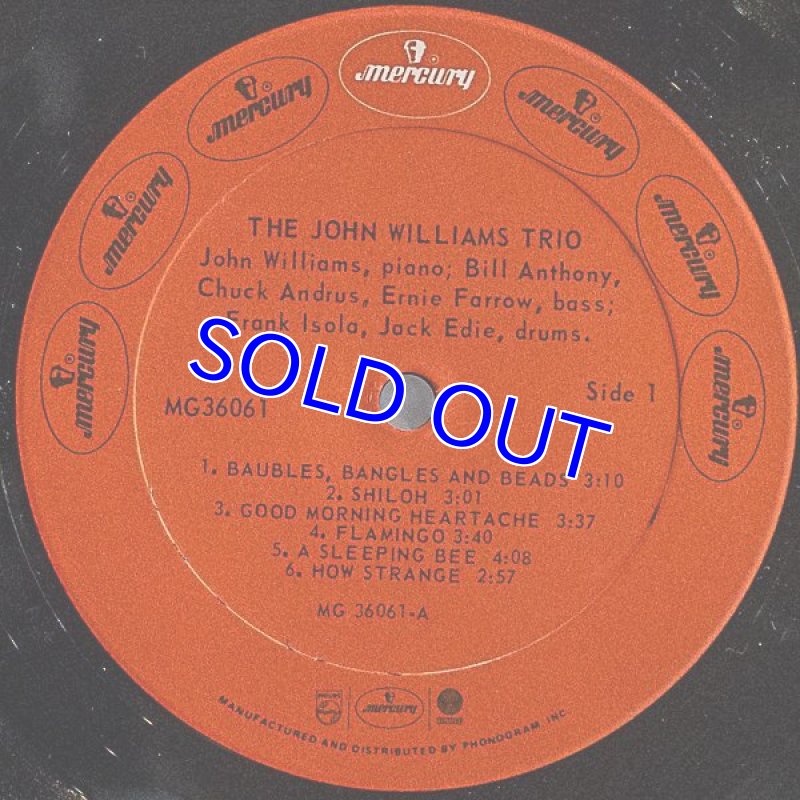 mercury
mercury
mercury
mercury
mercury
mercury
mercury
THE JOHN WILLIAMS TRIO
John Williams, piano; Bill Anthony,
Chuck Andrus, Ernie Farrow, bass;
Frank Isola, Jack Edie, drums.
SOLD OUT
Side 1
MG36061
1. BAUBLES, BANGLES AND BEADS 3:10
2. SHILOH 3:01
3. GOOD MORNING HEARTACHE 3:37
4. FLAMINGO 3:40
5. A SLEEPING BEE 4:08
6. HOW STRANGE 2:57
MG 36061-A
PHILIPS
mercury
MANUFACTURED AND DISTRIBUTED BY PHONOGRAM, INC.